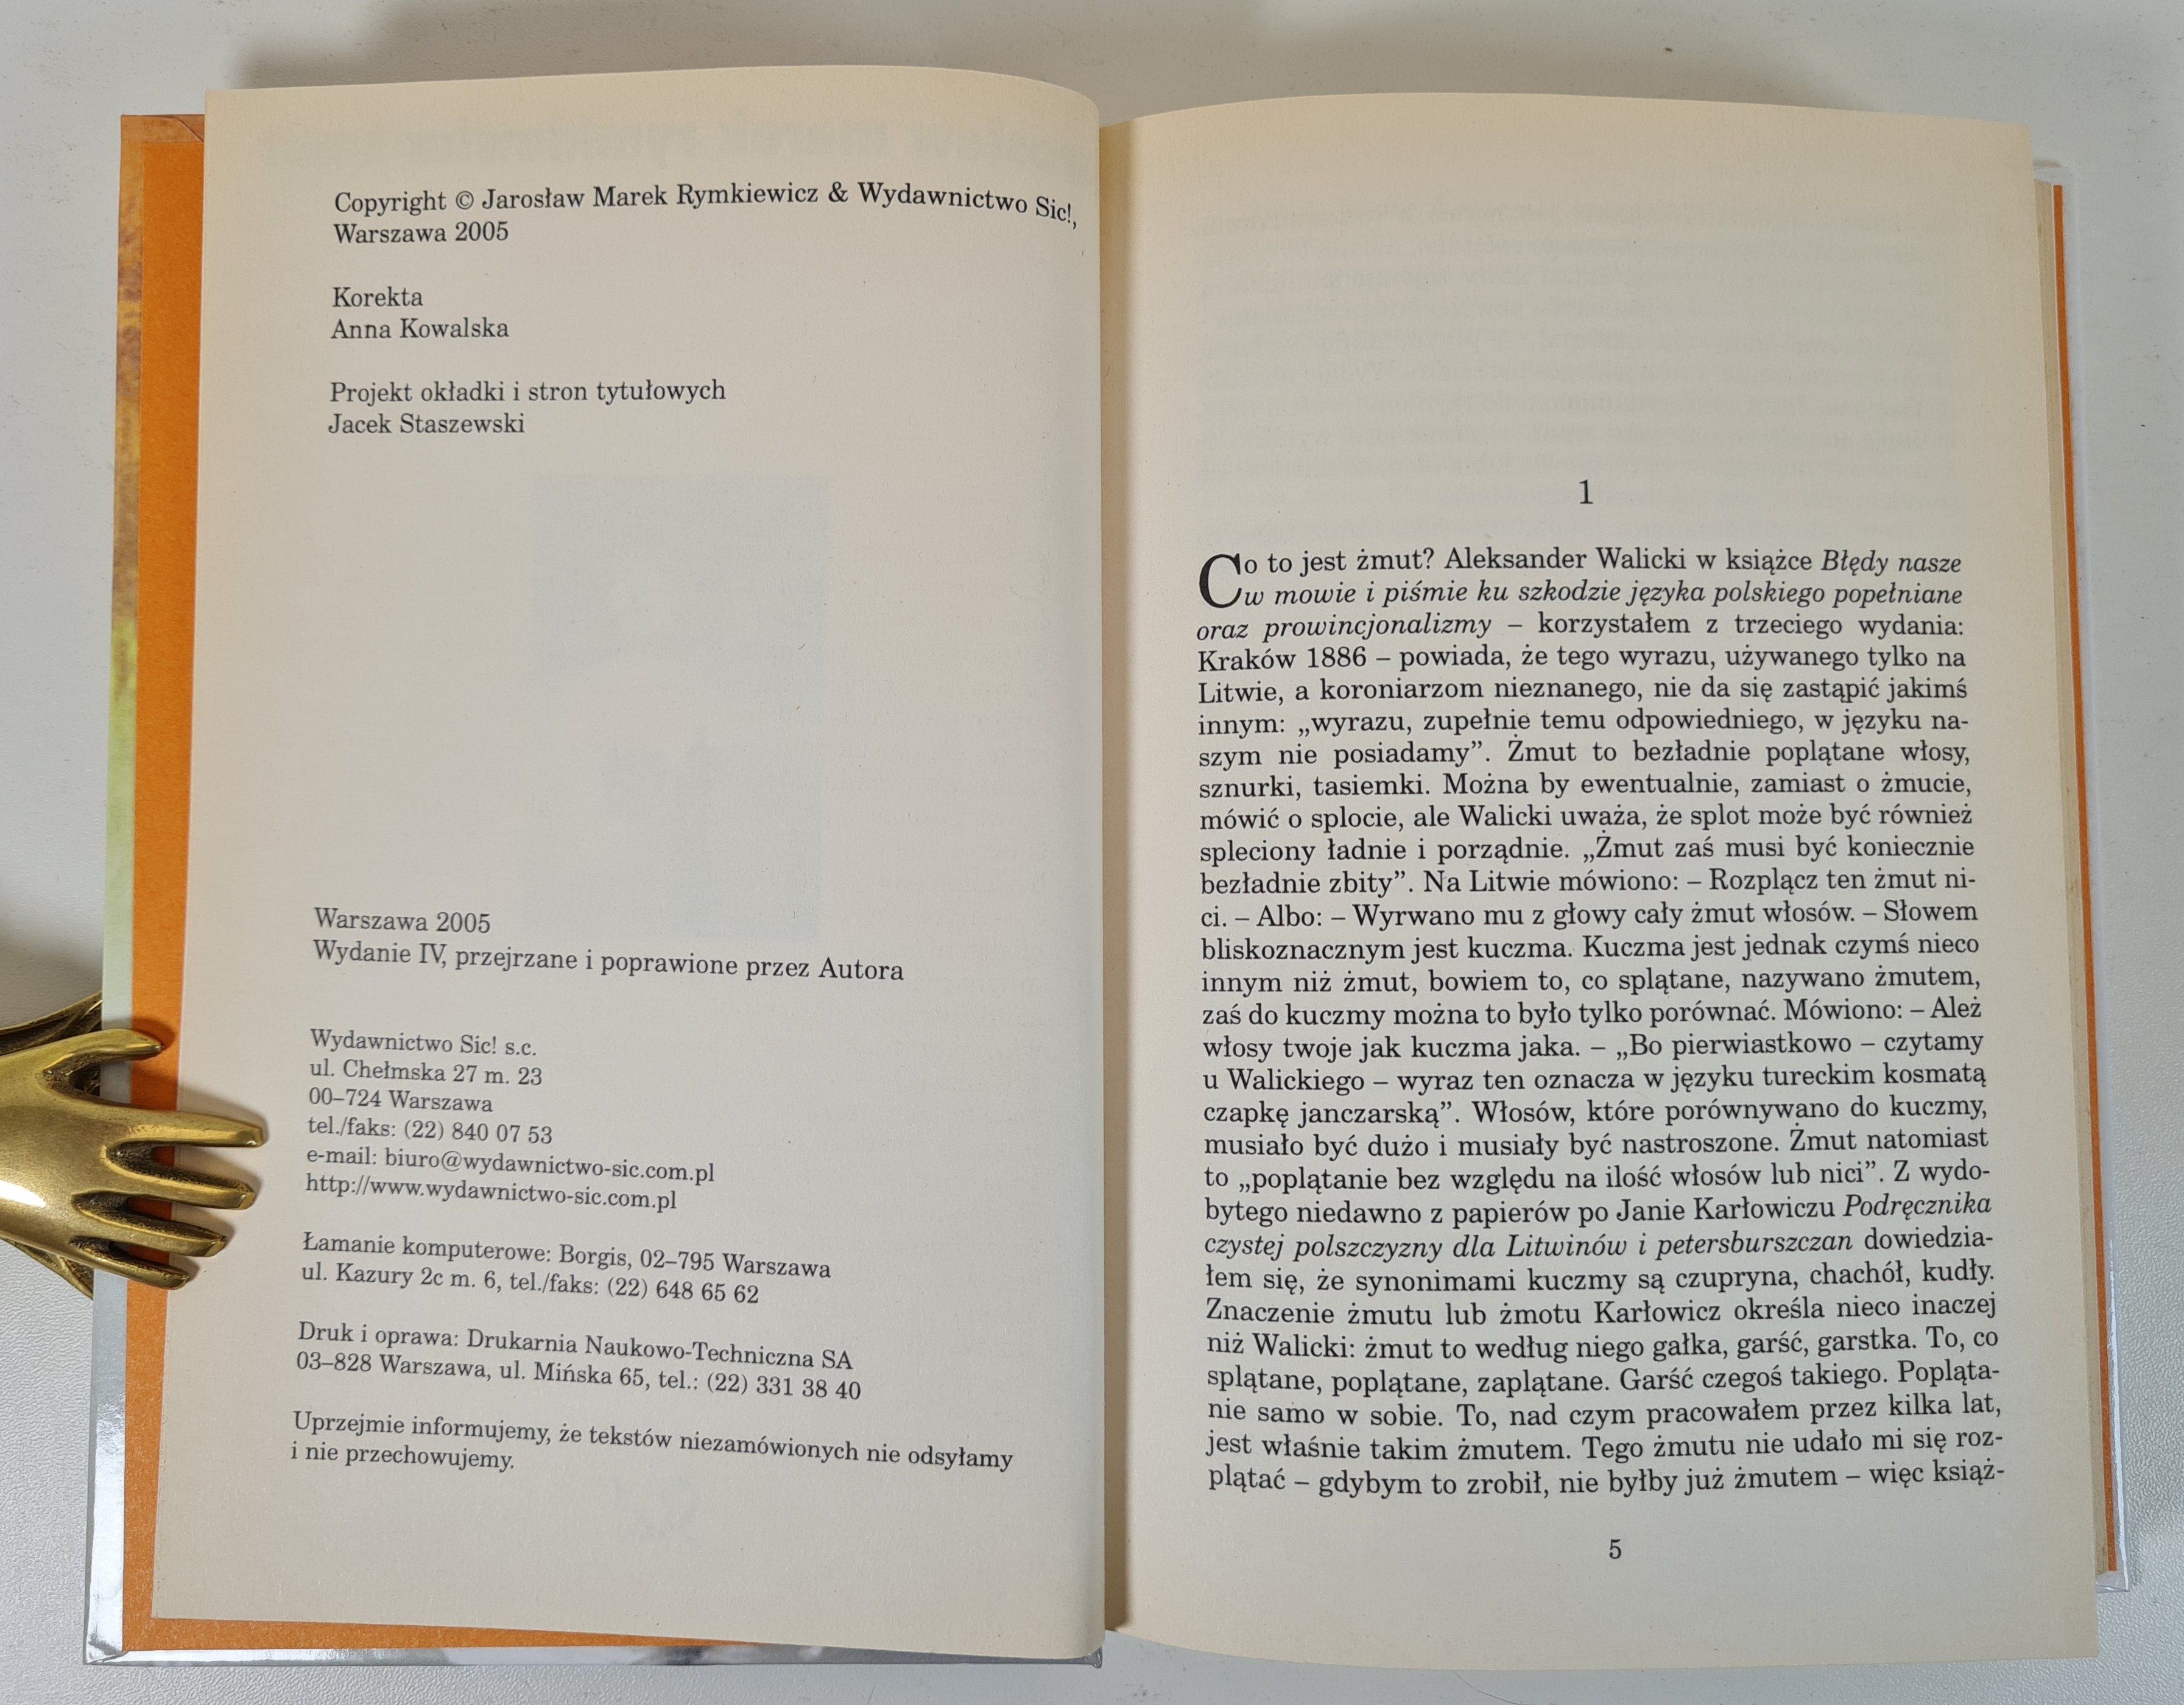 Copyright © Jarosław Marek Rymkiewicz & Wydawnictwo Sic!,
Warszawa 2005
Korekta
Anna Kowalska
Projekt okładki i stron tytułowych
Jacek Staszewski
Warszawa 2005
Wydanie IV, przejrzane i poprawione przez Autora
Wydawnictwo Sic! s.c.
ul. Chełmska 27 m. 23
00–724 Warszawa
tel./faks: (22) 840 07 53
e-mail: biuro@wydawnictwo-sic.com.pl
http://www.wydawnictwo-sic.com.pl
Łamanie komputerowe: Borgis, 02–795 Warszawa
ul. Kazury 2c m. 6, tel./faks: (22) 648 65 62
Druk i oprawa: Drukarnia Naukowo-Techniczna SA
03–828 Warszawa, ul. Mińska 65, tel.: (22) 331 38 40
Uprzejmie informujemy, że tekstów niezamówionych nie odsyłamy
i nie przechowujemy.
1
Co to jest żmut? Aleksander Walicki w książce Błędy nasze
w mowie i piśmie ku szkodzie języka polskiego popełniane
oraz prowincjonalizmy – korzystałem z trzeciego wydania:
Kraków 1886 – powiada, że tego wyrazu, używanego tylko na
Litwie, a koroniarzom nieznanego, nie da się zastąpić jakimś
innym: „wyrazu, zupełnie temu odpowiedniego, w języku na-
szym nie posiadamy”. Żmut to bezładnie poplątane włosy,
sznurki, tasiemki. Można by ewentualnie, zamiast o żmucie,
mówić o splocie, ale Walicki uważa, że splot może być również
spleciony ładnie i porządnie. „Żmut zaś musi być koniecznie
bezładnie zbity”. Na Litwie mówiono: – Rozplącz ten żmut ni-
ci. – Albo: – Wyrwano mu z głowy cały żmut włosów. – Słowem
bliskoznacznym jest kuczma. Kuczma jest jednak czymś nieco
innym niż żmut, bowiem to, co splątane, nazywano żmutem,
zaś do kuczmy można to było tylko porównać. Mówiono: – Ależ
włosy twoje jak kuczma jaka. – „Bo pierwiastkowo – czytamy
u Walickiego – wyraz ten oznacza w języku tureckim kosmatą
czapkę janczarską”. Włosów, które porównywano do kuczmy,
musiało być dużo i musiały być nastroszone. Żmut natomiast
to „poplątanie bez względu na ilość włosów lub nici”. Z wydo-
bytego niedawno z papierów po Janie Karłowiczu Podręcznika
czystej polszczyzny dla Litwinów i petersburszczan dowiedzia-
łem się, że synonimami kuczmy są czupryna, chachół, kudły.
Znaczenie żmutu lub żmotu Karłowicz określa nieco inaczej
niż Walicki: żmut to według niego gałka, garść, garstka. To, co
splątane, poplątane, zaplątane. Garść czegoś takiego. Popląta-
nie samo w sobie. To, nad czym pracowałem przez kilka lat,
jest właśnie takim żmutem. Tego żmutu nie udało mi się roz-
plątać – gdybym to zrobił, nie byłby już żmutem – więc książ-
5